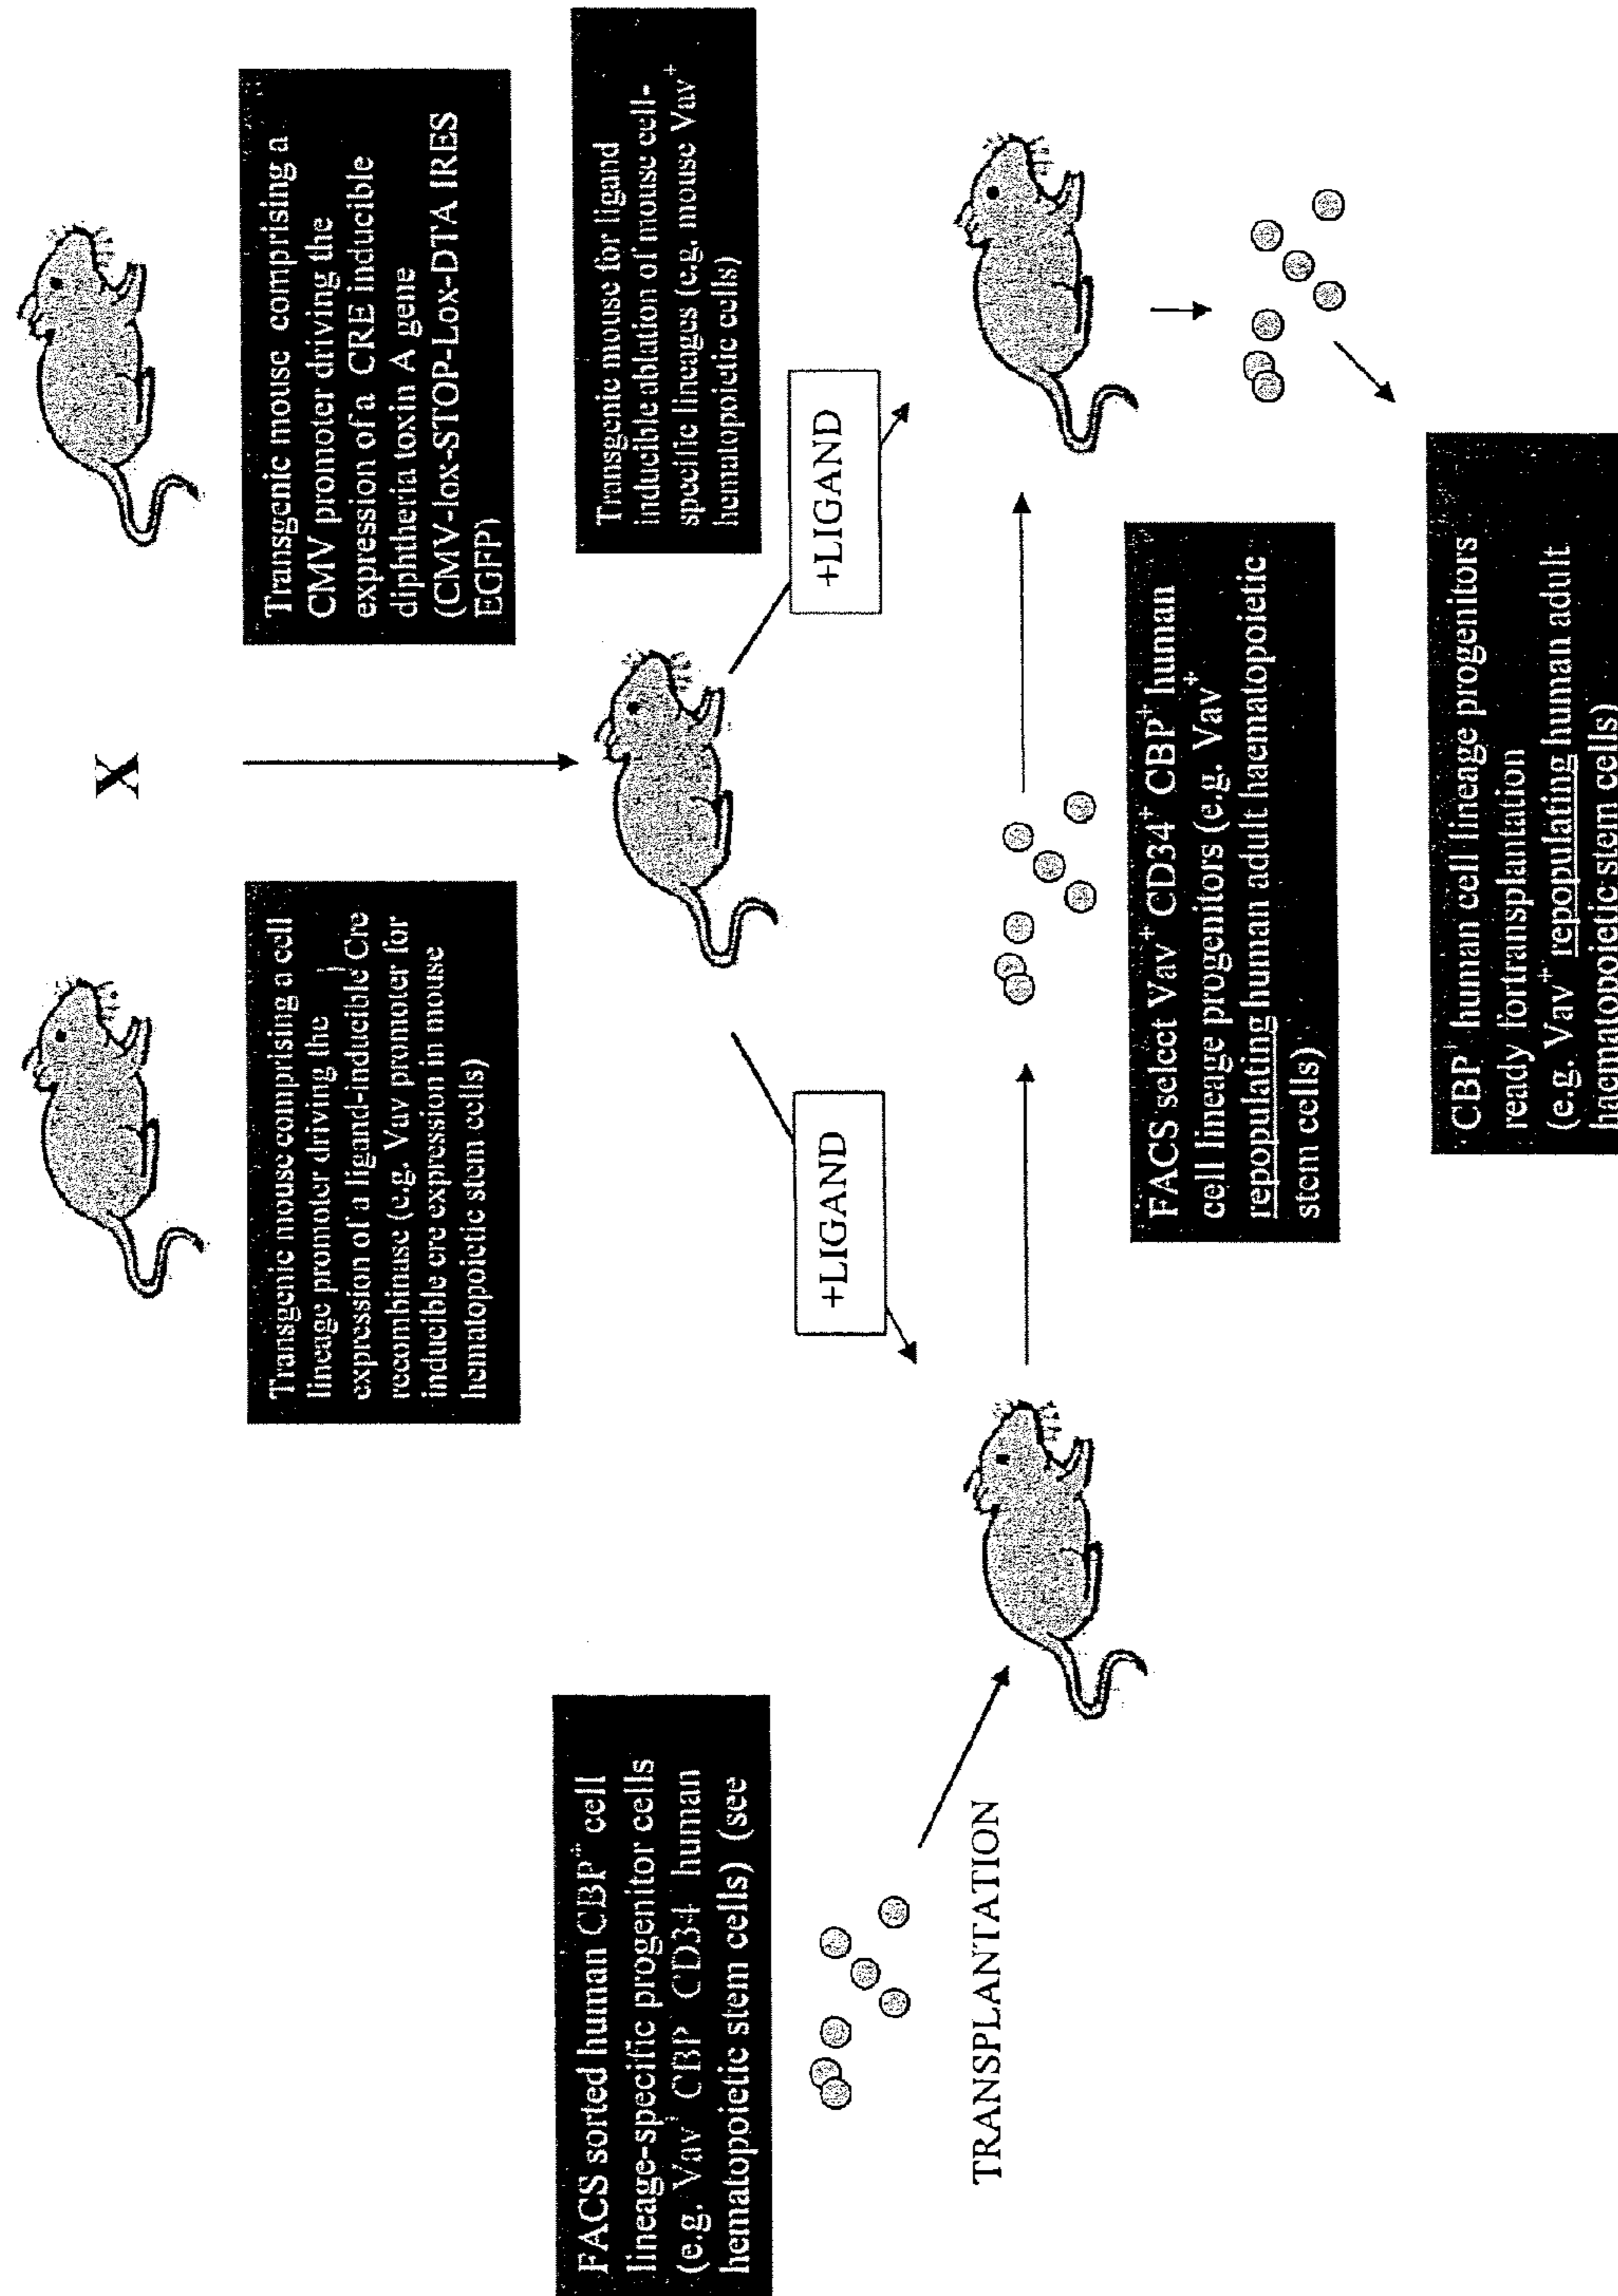 X
Transgenic mouse comprising a cell
lineage promoter driving the
expression of a ligand-inducible Cre
recombinase (e.g. Vav promoter for
inducible cre expression in mouse
hematopoietic stem cells)
Transgenic mouse comprising a
CMV promoter driving the
expression of a CRE inducible
diphtheria toxin A gene
(CMV-lox-STOP-Lox-DTA IRES
EGFP)
Transgenic mouse for ligand
inducible ablation of mouse cell-
specific lineages (e.g. mouse Vav+
hematopoietic cells)
FACS sorted human CBP+ cell
lineage-specific progenitor cells
(e.g. Vav+ CBP+ CD34+ human
hematopoietic stem cells) (see
+LIGAND
+LIGAND
TRANSPLANTATION
FACS select Vav+ CD34+ CBP+ human
cell lineage progenitors (e.g. Vav+
repopulating human adult haematopoietic
stem cells)
CBP+ human cell lineage progenitors
ready fortransplantation
(e.g. Vav+ repopulating human adult
haematopoietic stem cells)